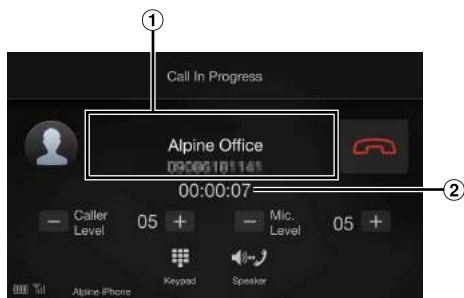 1
Call In Progress
Alpine Office
09086181141
00:00:07
2
− Caller Level 05 + − Mic. Level 05 +
Keypad Speaker
Alpine iPhone